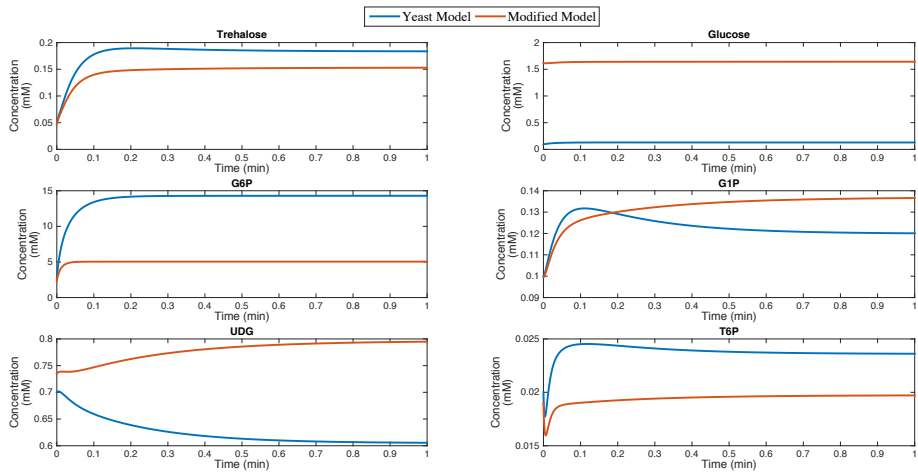 Yeast Model Modified Model
Trehalose
Concentration
(mM)
0.2
0.15
0.1
0.05
0
0 0.1 0.2 0.3 0.4 0.5 0.6 0.7 0.8 0.9 1
Time (min)
Glucose
Concentration
(mM)
2
1.5
1
0.5
0
0 0.1 0.2 0.3 0.4 0.5 0.6 0.7 0.8 0.9 1
Time (min)
G6P
Concentration
(mM)
15
10
5
0
0 0.1 0.2 0.3 0.4 0.5 0.6 0.7 0.8 0.9 1
Time (min)
G1P
Concentration
(mM)
0.14
0.13
0.12
0.11
0.1
0.09
0 0.1 0.2 0.3 0.4 0.5 0.6 0.7 0.8 0.9 1
Time (min)
UDG
Concentration
(mM)
0.8
0.75
0.7
0.65
0.6
0 0.1 0.2 0.3 0.4 0.5 0.6 0.7 0.8 0.9 1
Time (min)
T6P
Concentration
(mM)
0.025
0.02
0.015
0 0.1 0.2 0.3 0.4 0.5 0.6 0.7 0.8 0.9 1
Time (min)